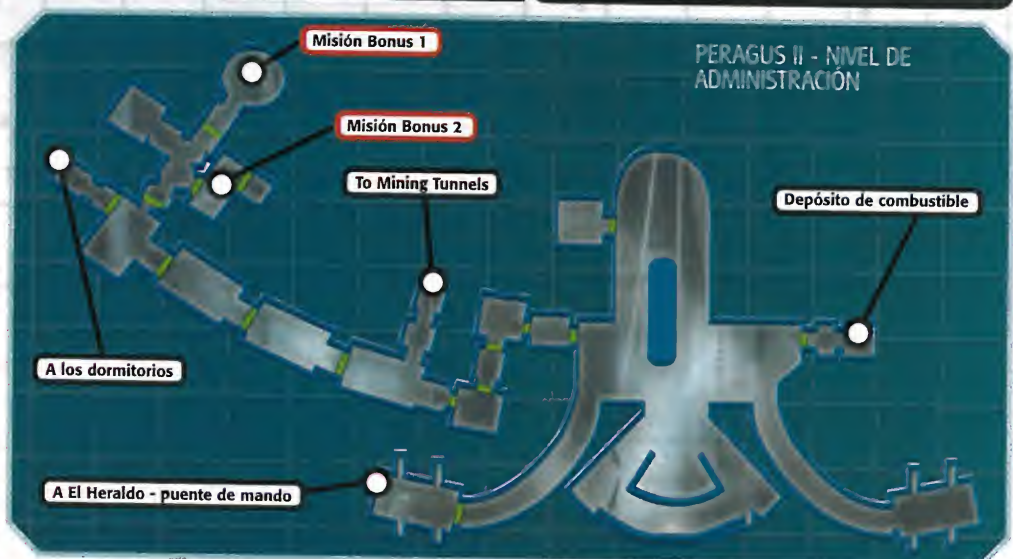 PERAGUS II - NIVEL DE
ADMINISTRACIÓN
Misión Bonus 1
Misión Bonus 2
To Mining Tunnels
Depósito de combustible
A los dormitorios
A El Heraldo - puente de mando